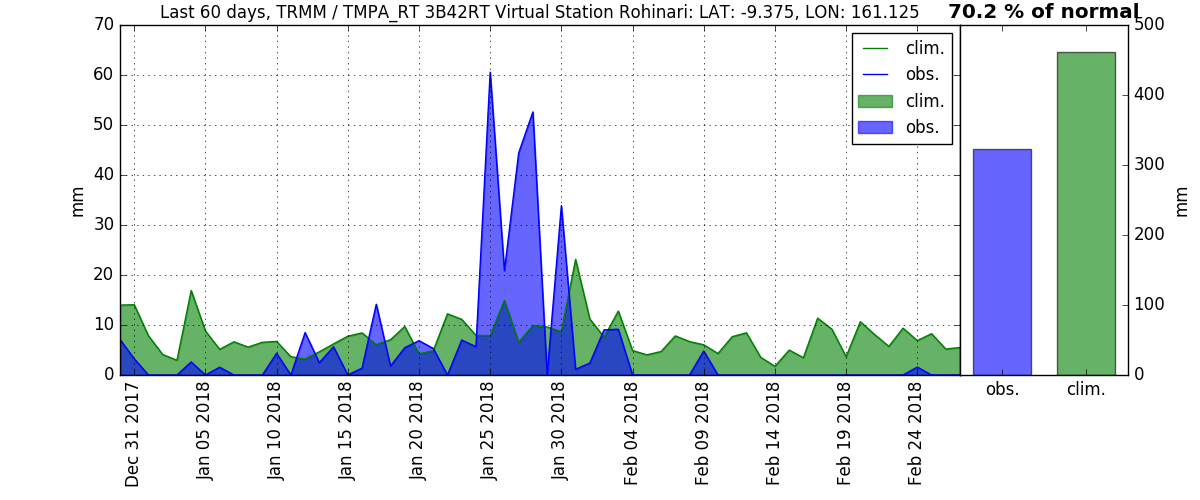 Last 60 days, TRMM / TMPA_RT 3B42RT Virtual Station Rohinari: LAT: -9.375, LON: 161.125
70.2 % of normal
70
60
50
40
30
20
10
0
mm
clim.
obs.
clim.
obs.
500
400
300
200
100
0
mm
Dec 31 2017
Jan 05 2018
Jan 10 2018
Jan 15 2018
Jan 20 2018
Jan 25 2018
Jan 30 2018
Feb 04 2018
Feb 09 2018
Feb 14 2018
Feb 19 2018
Feb 24 2018
obs.
clim.